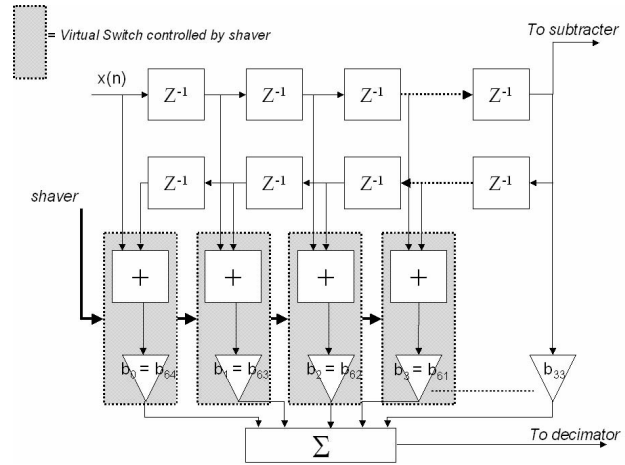 = Virtual Switch controlled by shaver
To subtracter
x(n)
Z⁻¹ Z⁻¹ Z⁻¹ Z⁻¹
Z⁻¹ Z⁻¹ Z⁻¹ Z⁻¹
shaver
+ + + +
b₀ = b₆₄ b₁ = b₆₃ b₂ = b₆₂ b₃ = b₆₁ b₃₃
Σ
To decimator